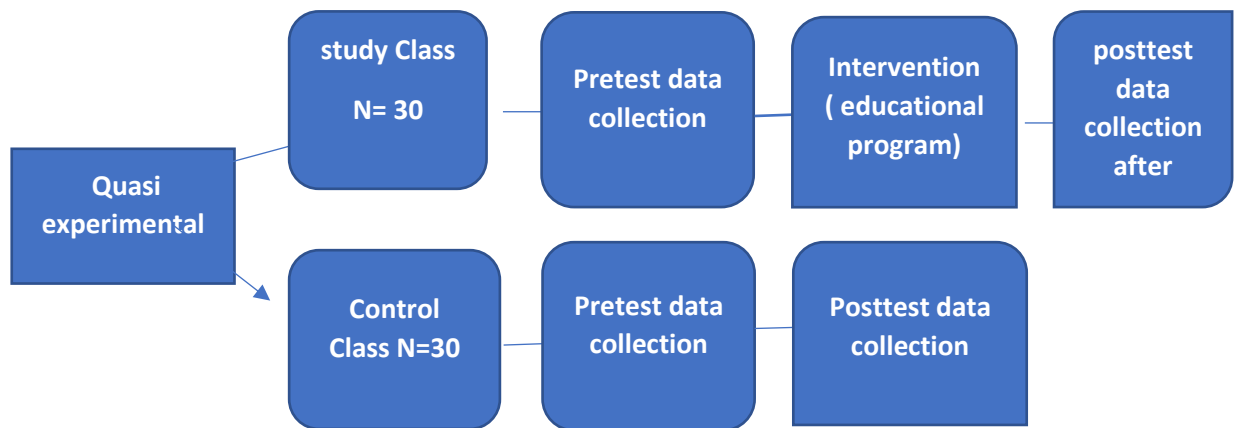 Quasi
experimental
study Class
N= 30
Pretest data
collection
Intervention
( educational
program)
posttest
data
collection
after
Control
Class N=30
Pretest data
collection
Posttest data
collection